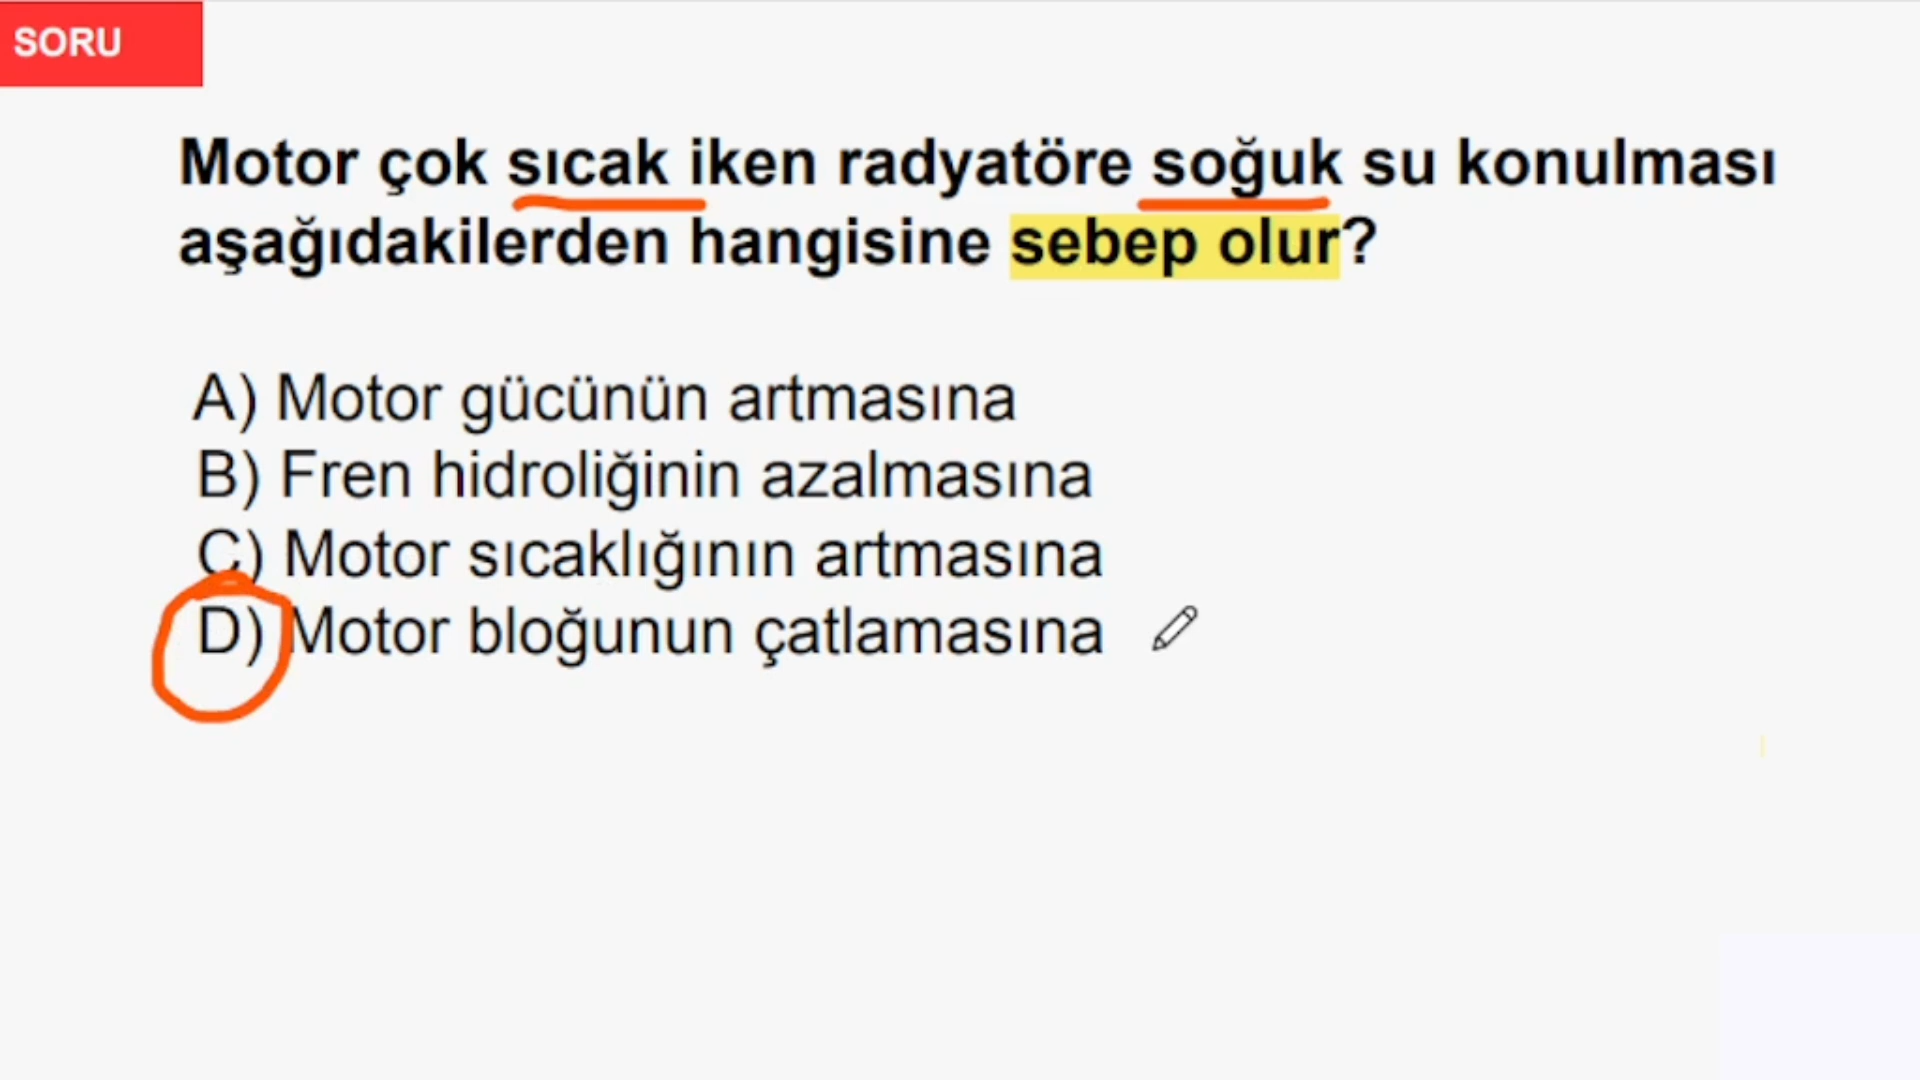 SORU
Motor çok sıcak iken radyatöre soğuk su konulması
aşağıdakilerden hangisine sebep olur?
A) Motor gücünün artmasına
B) Fren hidroliğinin azalmasına
C) Motor sıcaklığının artmasına
D) Motor bloğunun çatlamasına